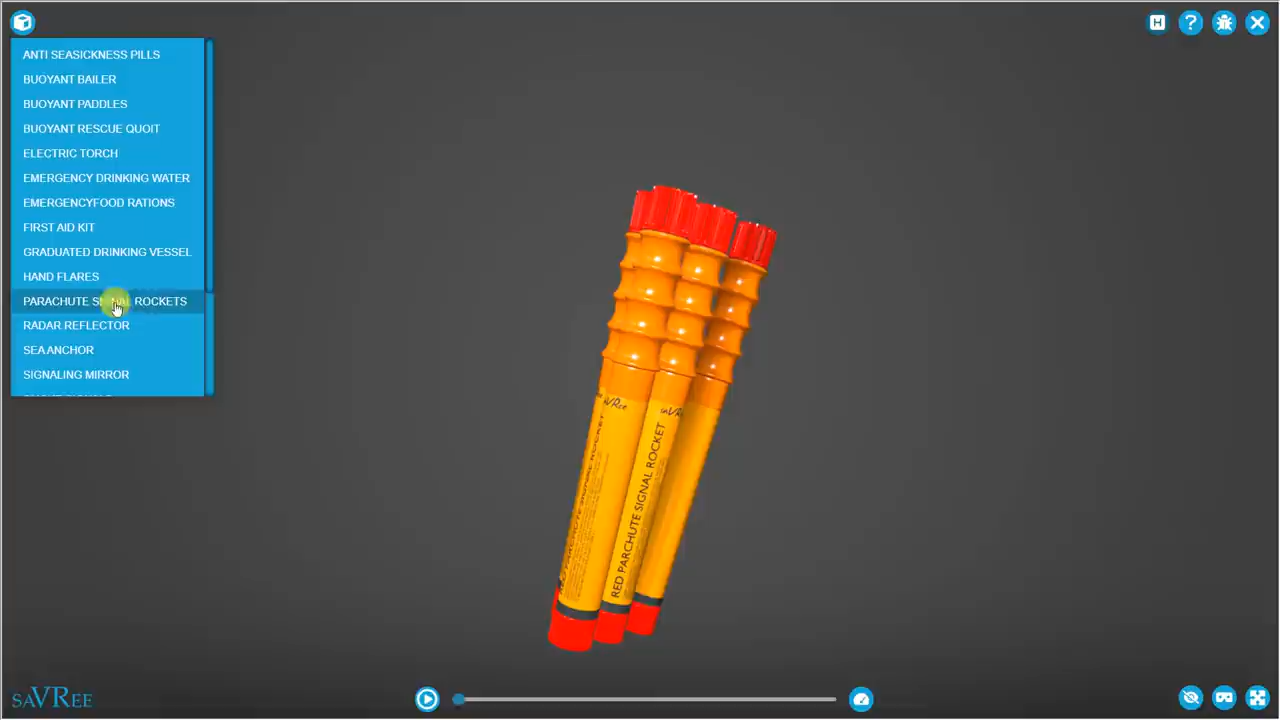 H ?
ANTI SEASICKNESS PILLS
BUOYANT BAILER
BUOYANT PADDLES
BUOYANT RESCUE QUOIT
ELECTRIC TORCH
EMERGENCY DRINKING WATER
EMERGENCYFOOD RATIONS
FIRST AID KIT
GRADUATED DRINKING VESSEL
HAND FLARES
PARACHUTE SIGNAL ROCKETS
RADAR REFLECTOR
SEA ANCHOR
SIGNALING MIRROR
saVRee
RED PARACHUTE SIGNAL ROCKET
saVRee